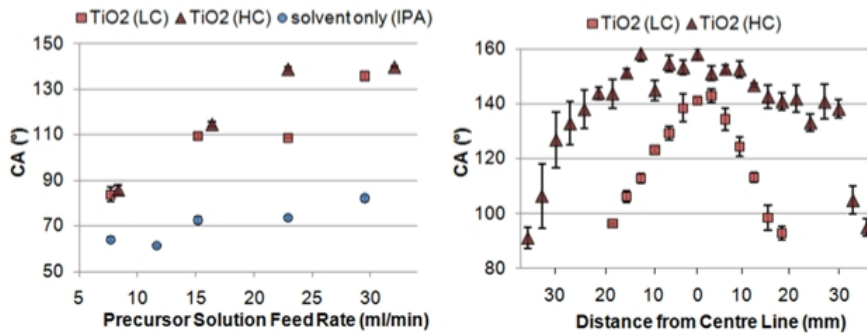 TiO2 (LC) TiO2 (HC) solvent only (IPA)
150
130
110
90
70
50
CA (°)
5 10 15 20 25 30
Precursor Solution Feed Rate (ml/min)
TiO2 (LC) TiO2 (HC)
160
140
120
100
80
CA (°)
30 20 10 0 10 20 30
Distance from Centre Line (mm)